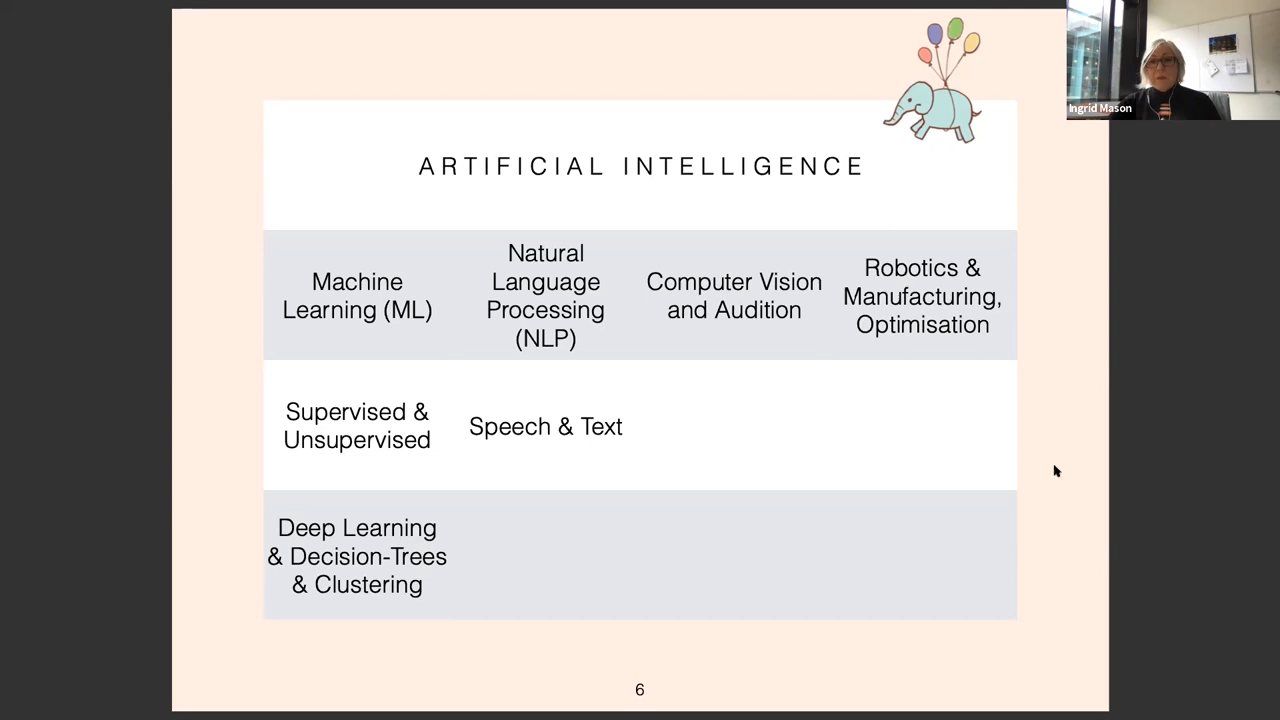 Ingrid Mason
ARTIFICIAL INTELLIGENCE
Machine
Learning (ML)
Natural
Language
Processing
(NLP)
Computer Vision
and Audition
Robotics &
Manufacturing,
Optimisation
Supervised &
Unsupervised
Speech & Text
Deep Learning
& Decision-Trees
& Clustering
6